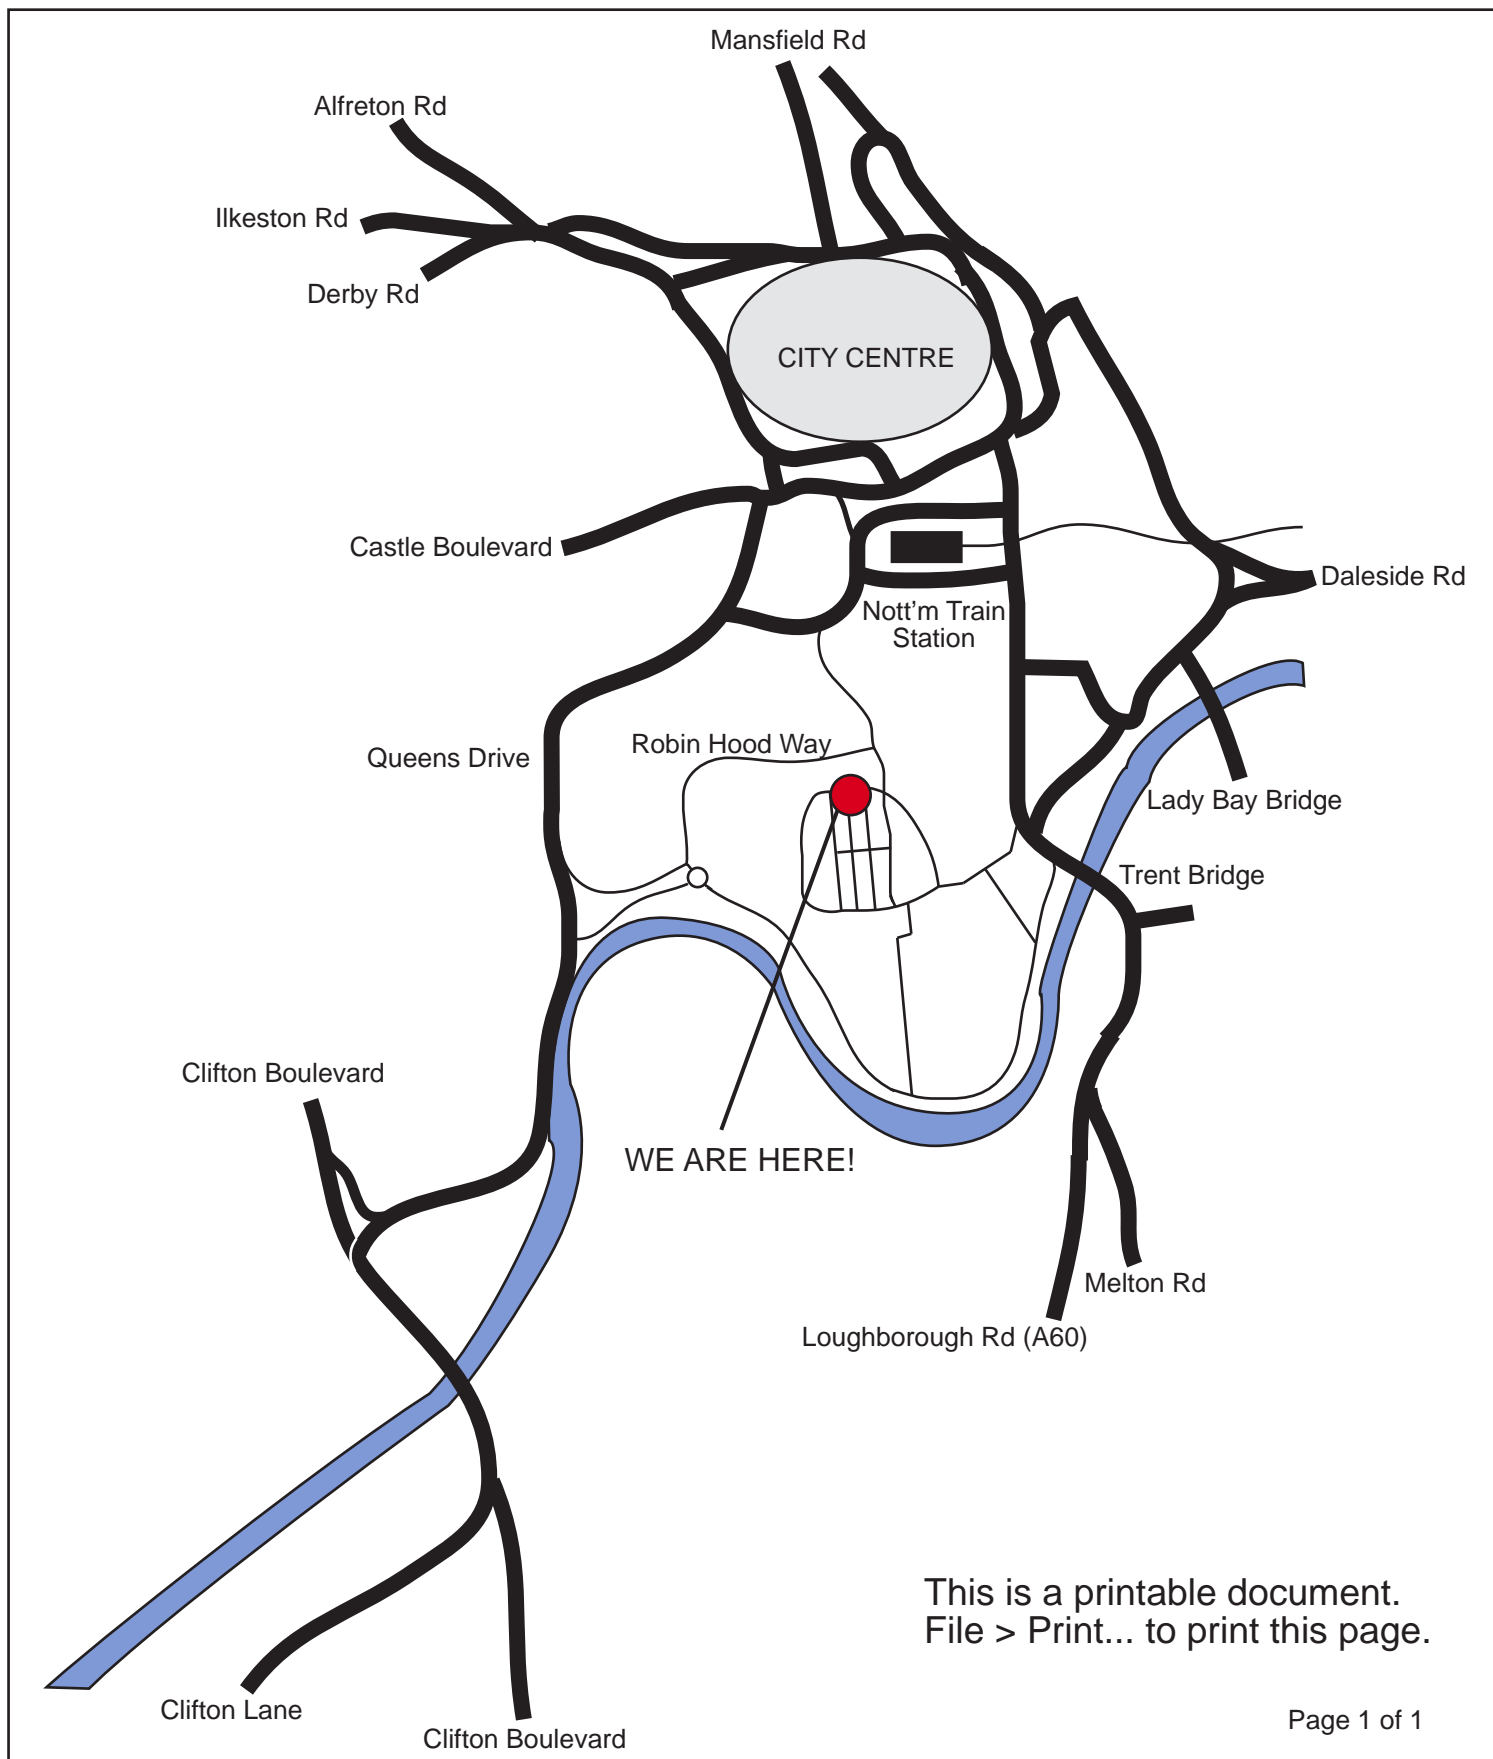 Mansfield Rd
Alfreton Rd
Ilkeston Rd
Derby Rd
CITY CENTRE
Castle Boulevard
Daleside Rd
Nott'm Train
Station
Robin Hood Way
Queens Drive
Lady Bay Bridge
Trent Bridge
Clifton Boulevard
WE ARE HERE!
Melton Rd
Loughborough Rd (A60)
This is a printable document.
File > Print... to print this page.
Clifton Lane
Clifton Boulevard
Page 1 of 1